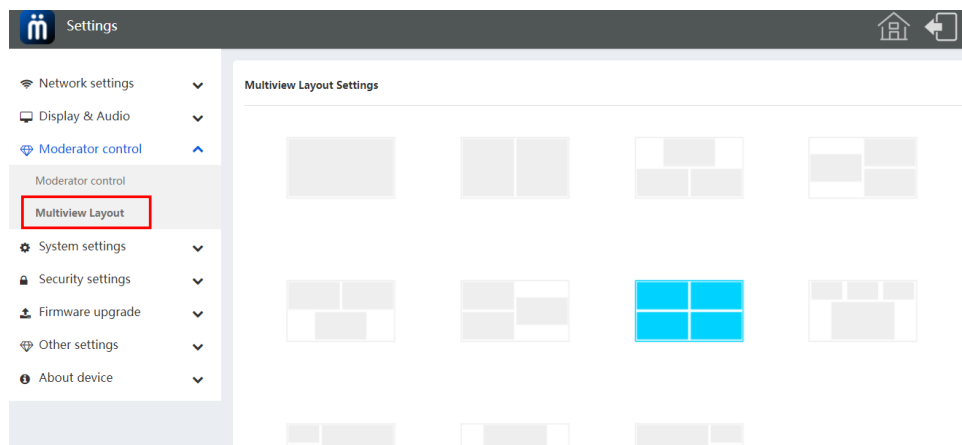 Settings
Network settings
Display & Audio
Moderator control
Moderator control
Multiview Layout
System settings
Security settings
Firmware upgrade
Other settings
About device
Multiview Layout Settings